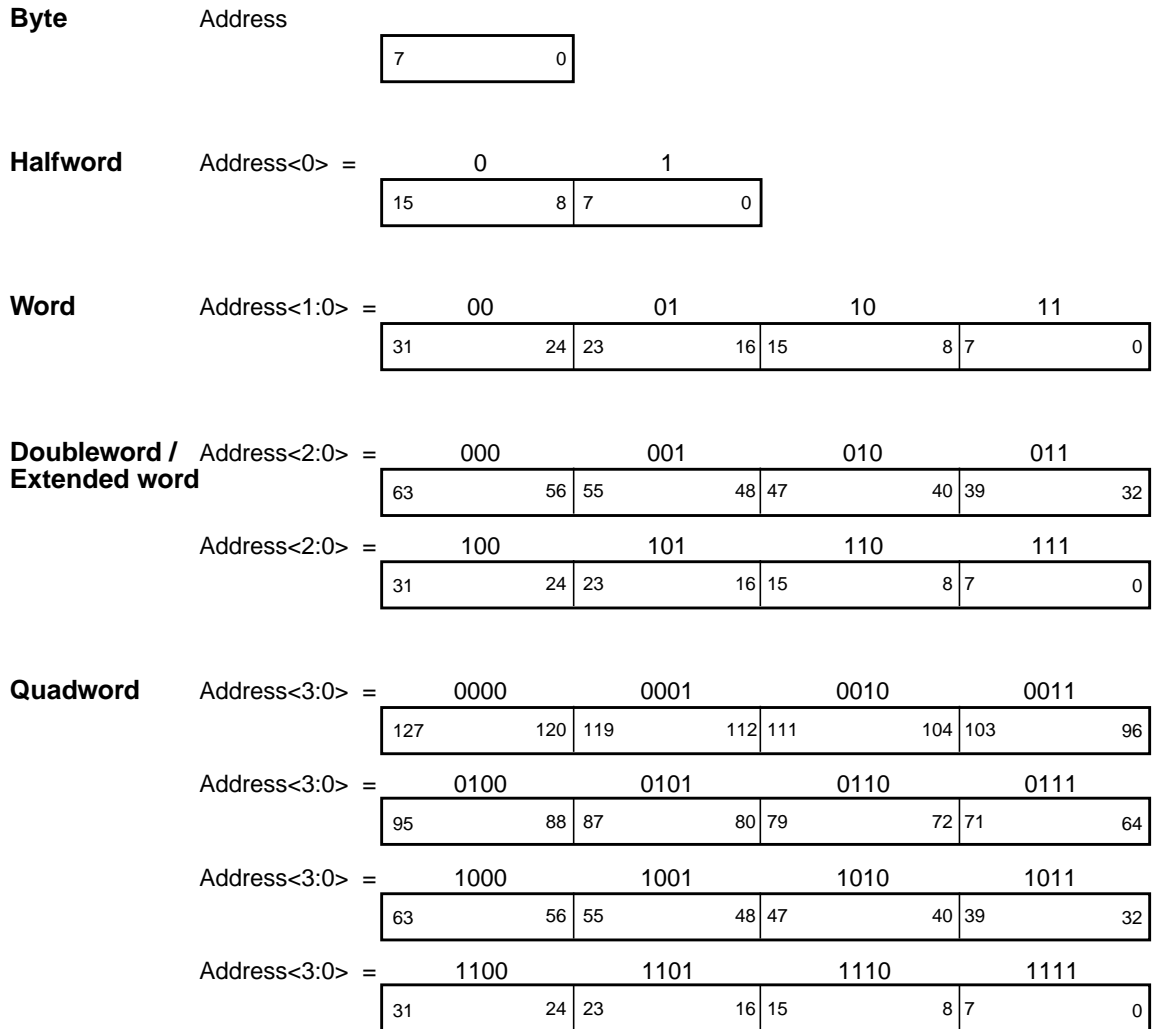 Byte Address
7 0
Halfword Address<0> = 0 1
15 8 7 0
Word Address<1:0> = 00 01 10 11
31 24 23 16 15 8 7 0
Doubleword / Address<2:0> = 000 001 010 011
Extended word
63 56 55 48 47 40 39 32
Address<2:0> = 100 101 110 111
31 24 23 16 15 8 7 0
Quadword Address<3:0> = 0000 0001 0010 0011
127 120 119 112 111 104 103 96
Address<3:0> = 0100 0101 0110 0111
95 88 87 80 79 72 71 64
Address<3:0> = 1000 1001 1010 1011
63 56 55 48 47 40 39 32
Address<3:0> = 1100 1101 1110 1111
31 24 23 16 15 8 7 0